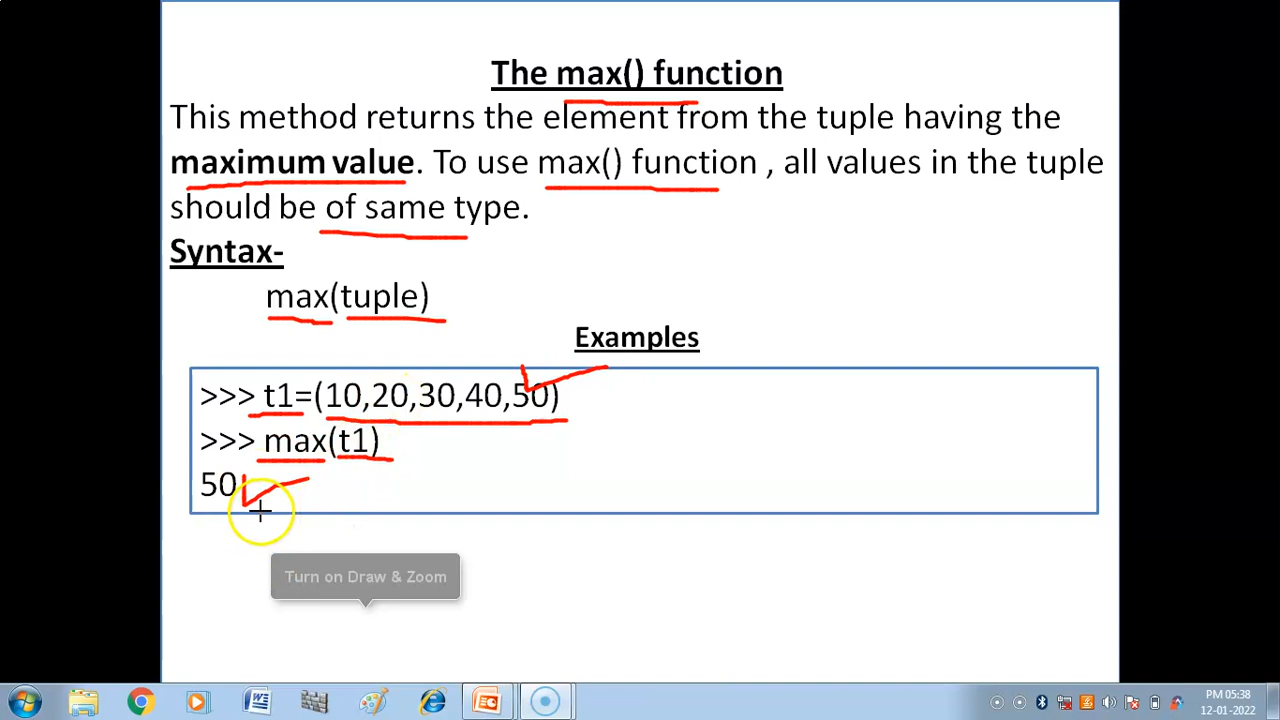 The max() function
This method returns the element from the tuple having the
maximum value. To use max() function , all values in the tuple
should be of same type.
Syntax-
max(tuple)
Examples
>>> t1=(10,20,30,40,50)
>>> max(t1)
50
Turn on Draw & Zoom
PM 05:38
12-01-2022